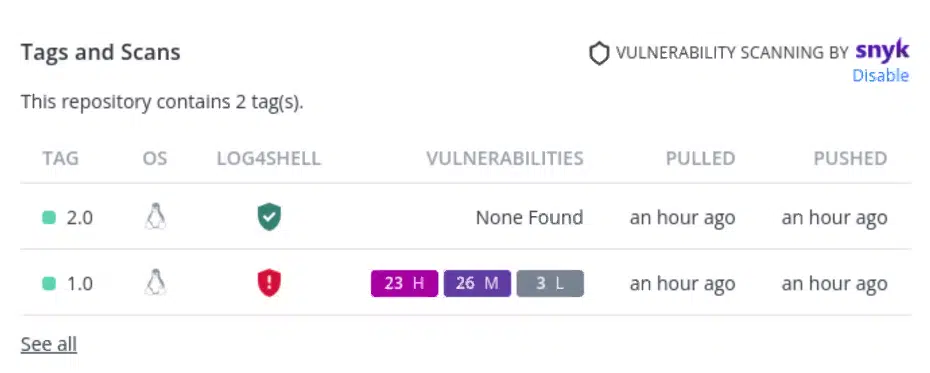 Tags and Scans
VULNERABILITY SCANNING BY snyk
Disable
This repository contains 2 tag(s).
TAG OS LOG4SHELL VULNERABILITIES PULLED PUSHED
2.0 None Found an hour ago an hour ago
1.0 23 H 26 M 3 L an hour ago an hour ago
See all